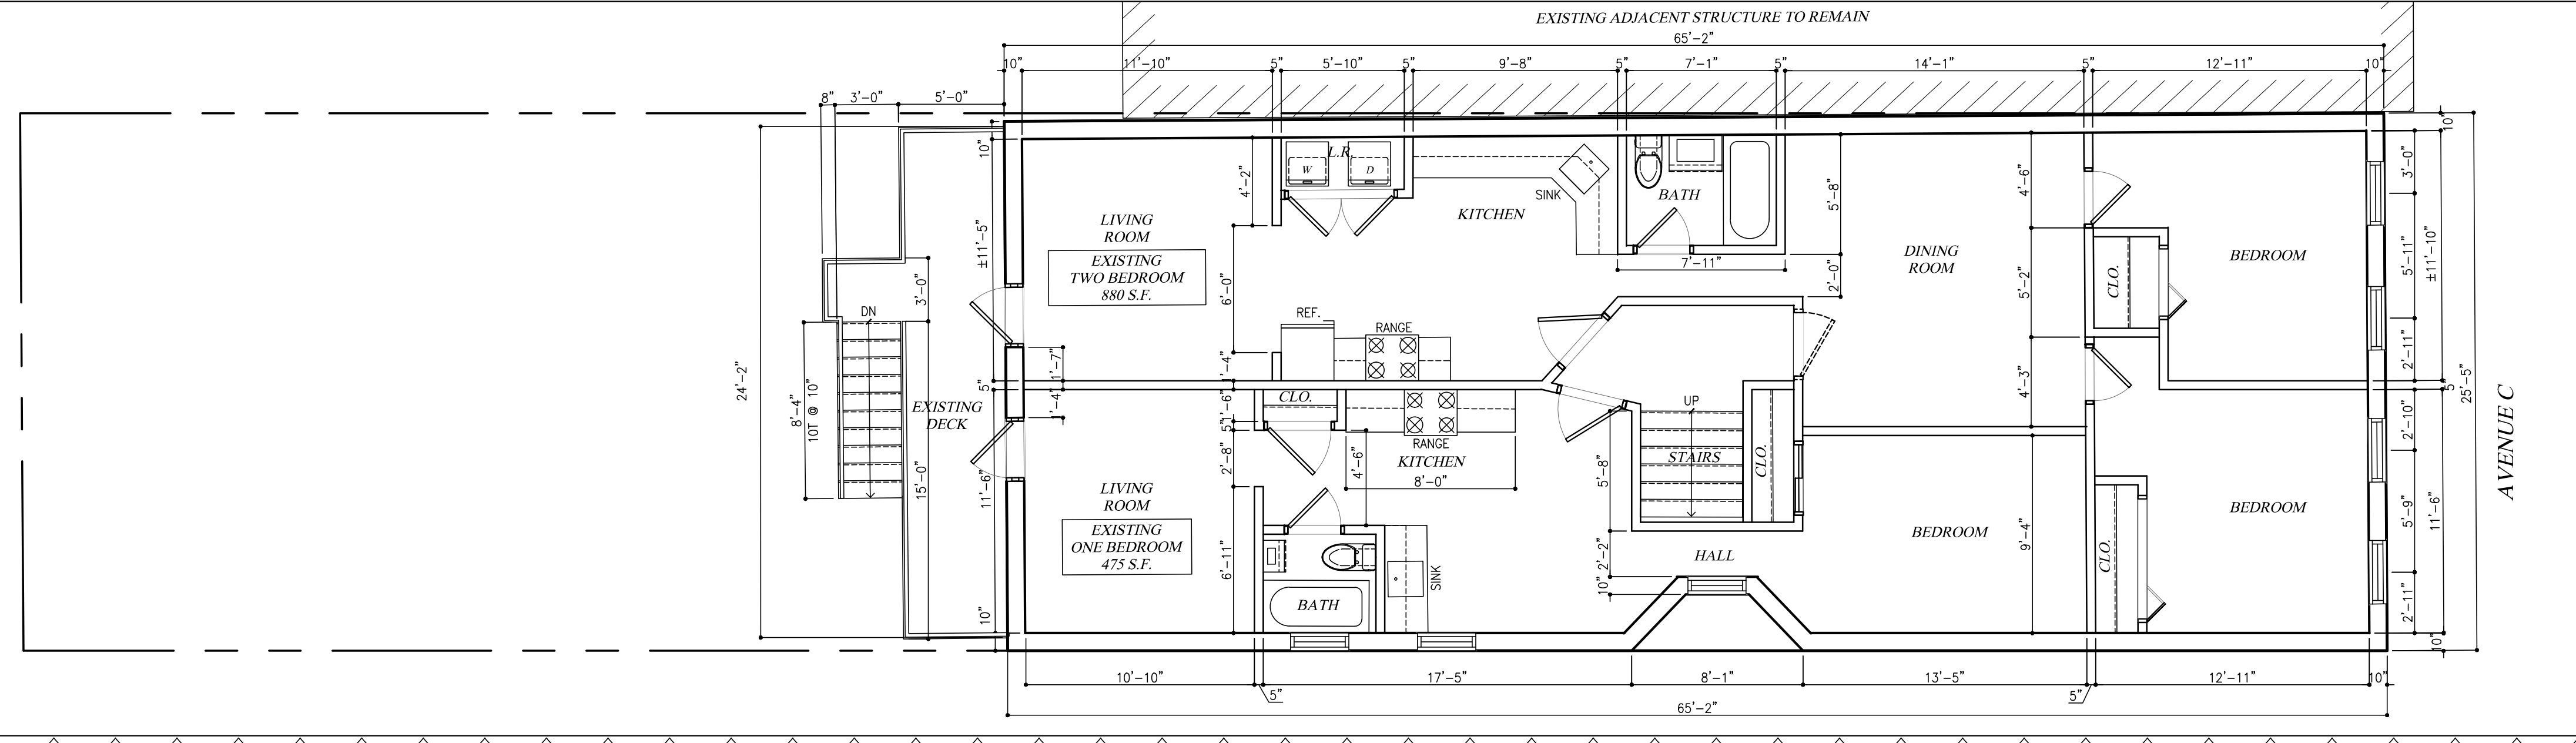 EXISTING ADJACENT STRUCTURE TO REMAIN
65'-2"
10" 11'-10" 5" 5'-10" 5" 9'-8" 5" 7'-1" 5" 14'-1" 5" 12'-11" 10"
8" 3'-0" 5'-0"
10"
10"
L.R.
W D
4'-2"
SINK
BATH
KITCHEN
5'-8"
4'-6"
3'-0"
LIVING
ROOM
EXISTING
TWO BEDROOM
880 S.F.
±11'-5"
6'-0"
7'-11"
2'-0"
DINING
ROOM
5'-2"
CLO.
BEDROOM
5'-11"
±11'-10"
3'-0"
DN
REF.
RANGE
1'-7"
1'-4"
4'-3"
2'-11"
24'-2"
8'-4"
10T @ 10"
EXISTING
DECK
5"
1'-4"
1'-6"
5"
CLO.
RANGE
KITCHEN
8'-0"
4'-6"
2'-8"
UP
STAIRS
CLO.
5'-8"
5"
25'-5"
2'-10"
AVENUE C
15'-0"
11'-6"
LIVING
ROOM
EXISTING
ONE BEDROOM
475 S.F.
6'-11"
BATH
SINK
HALL
2'-2"
10"
BEDROOM
9'-4"
CLO.
BEDROOM
5'-9"
11'-6"
2'-11"
10"
10"
10'-10" 5" 17'-5" 8'-1" 13'-5" 5" 12'-11" 10"
65'-2"